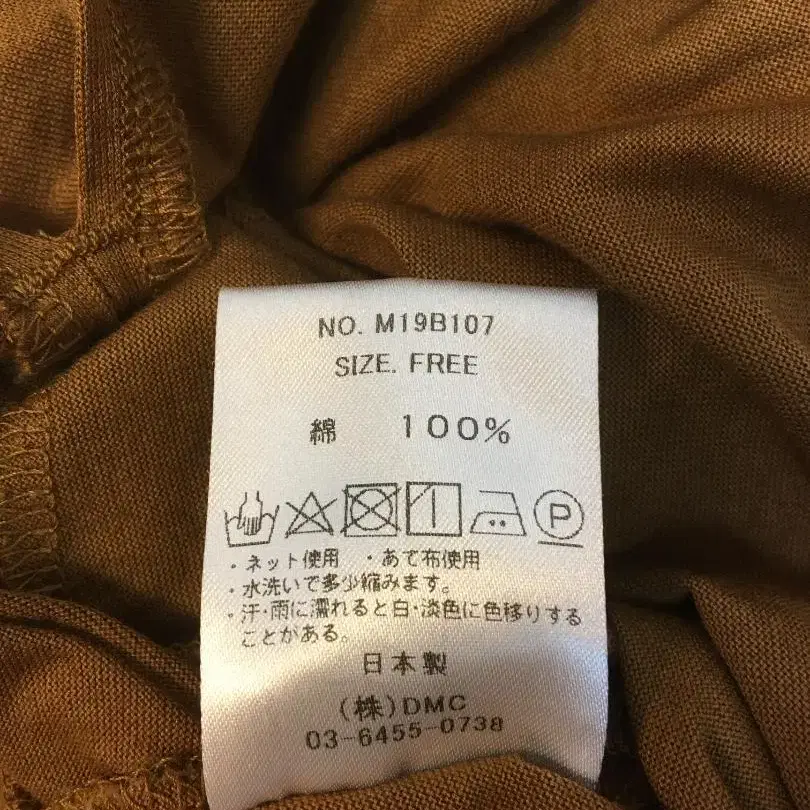 NO. M19B107
SIZE. FREE
綿 100%
P
・ネット使用 ・あて布使用
・水洗いで多少縮みます。
・汗・雨に濡れると白・淡色に色移りする
ことがある。
日本製
(株)DMC
03-6455-0738